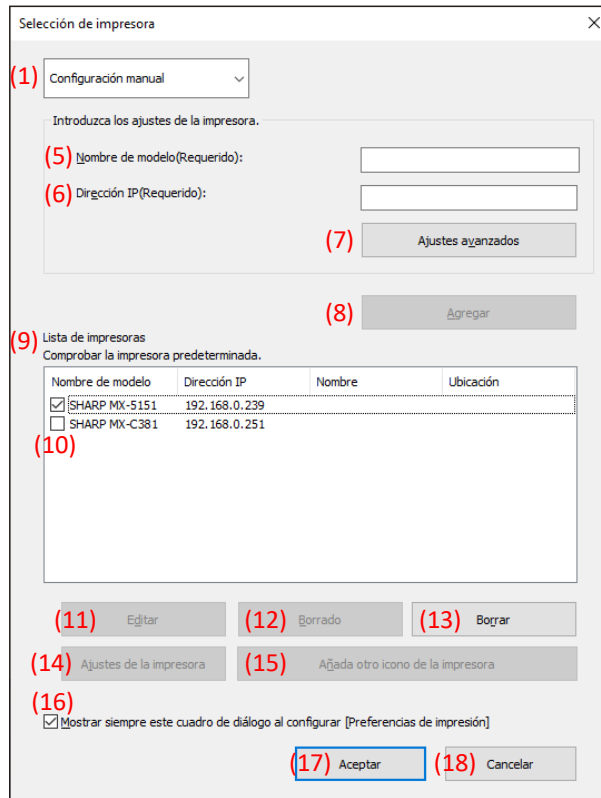 Selección de impresora
(1) Configuración manual
Introduzca los ajustes de la impresora.
(5) Nombre de modelo(Requerido):
(6) Dirección IP(Requerido):
(7) Ajustes avanzados
(8) Agregar
(9) Lista de impresoras
Comprobar la impresora predeterminada.
Nombre de modelo Dirección IP Nombre Ubicación
SHARP MX-5151 192.168.0.239
SHARP MX-C381 192.168.0.251
(10)
(11) Editar (12) Borrado (13) Borrar
(14) Ajustes de la impresora (15) Añada otro icono de la impresora
(16)
Mostrar siempre este cuadro de diálogo al configurar [Preferencias de impresión]
(17) Aceptar (18) Cancelar